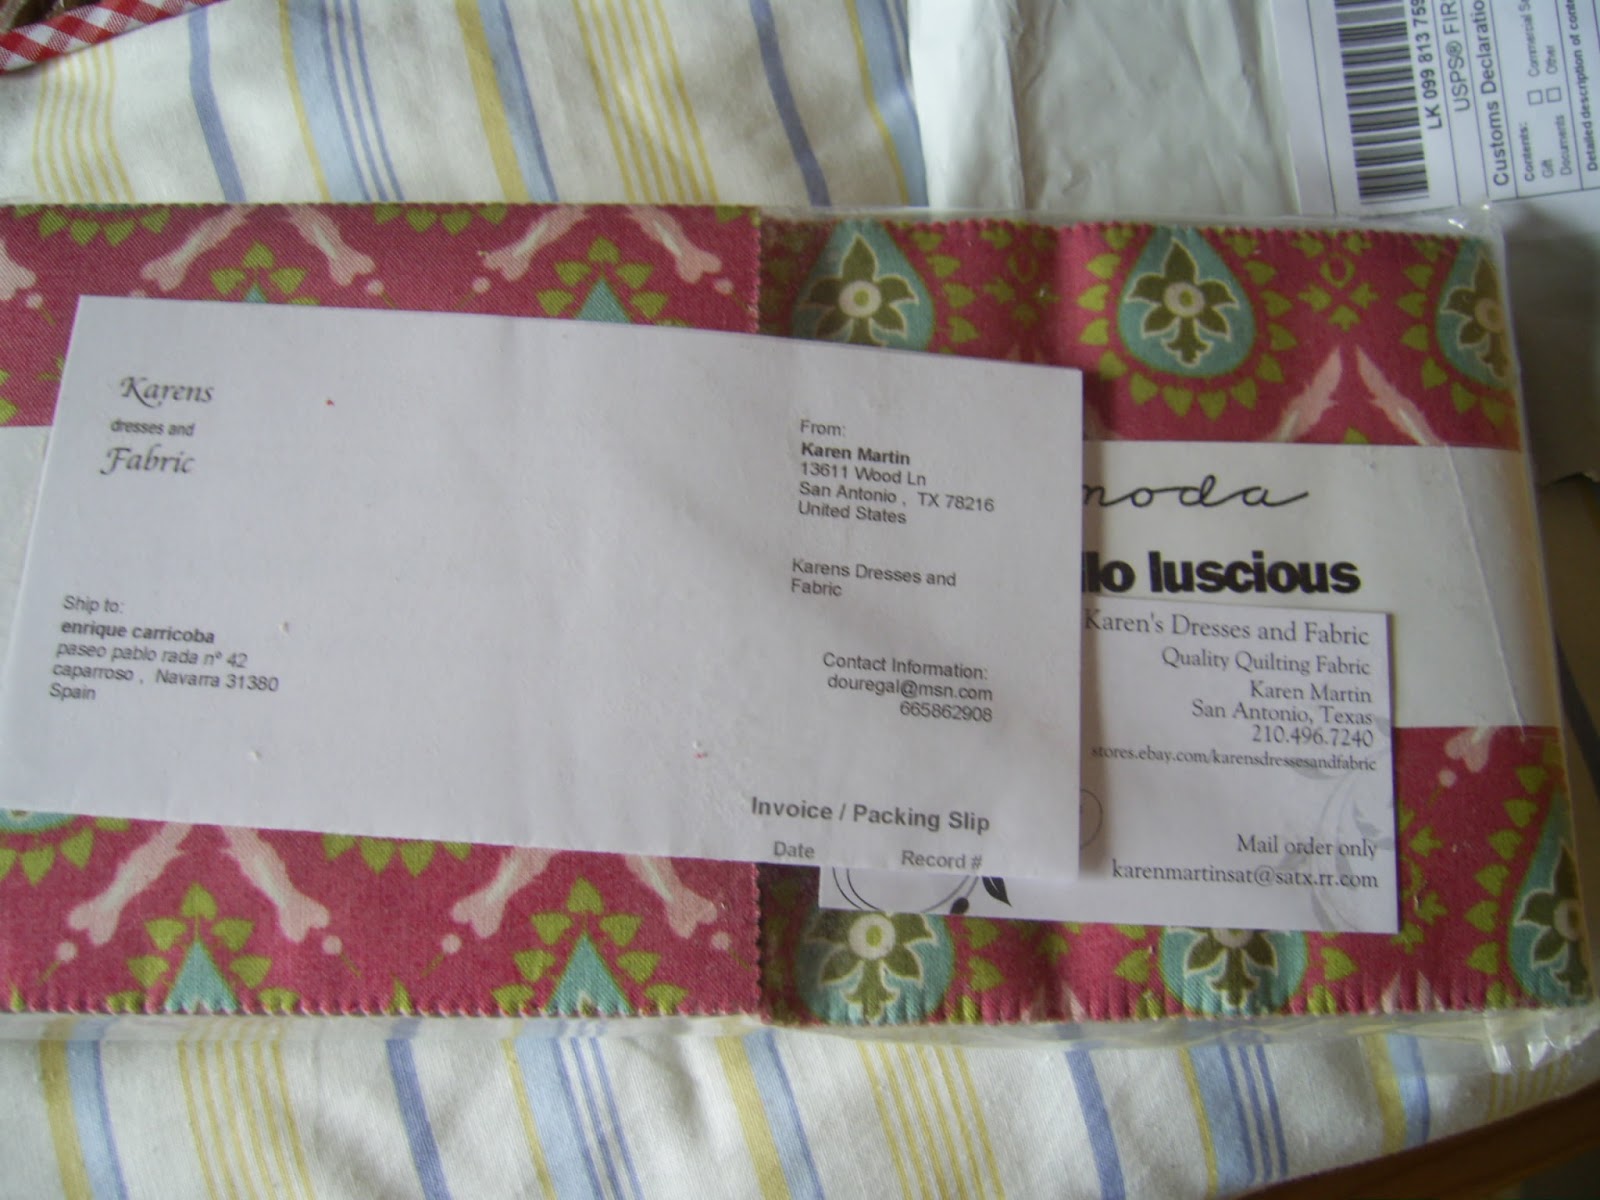 Karens
dresses and
Fabric
From:
Karen Martin
13611 Wood Ln
San Antonio , TX 78216
United States
Karens Dresses and
Fabric
Ship to:
enrique carricoba
paseo pablo rada nº 42
caparroso , Navarra 31380
Spain
Contact Information:
douregal@msn.com
665862908
Invoice / Packing Slip
Date Record #
moda
luscious
Karen's Dresses and Fabric
Quality Quilting Fabric
Karen Martin
San Antonio, Texas
210.496.7240
stores.ebay.com/karensdressesandfabric
Mail order only
karenmartinsat@satx.rr.com
LK 099 813 759
USPS® FIR
Customs Declaration
Contents:
Commercial Sa
Gift
Other
Documents
Detailed description of conte